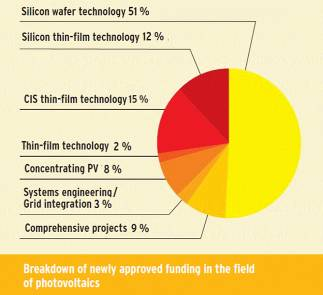 Silicon wafer technology 51 %
Silicon thin-film technology 12 %
CIS thin-film technology 15 %
Thin-film technology 2 %
Concentrating PV 8 %
Systems engineering/
Grid integration 3 %
Comprehensive projects 9 %
Breakdown of newly approved funding in the field
of photovoltaics